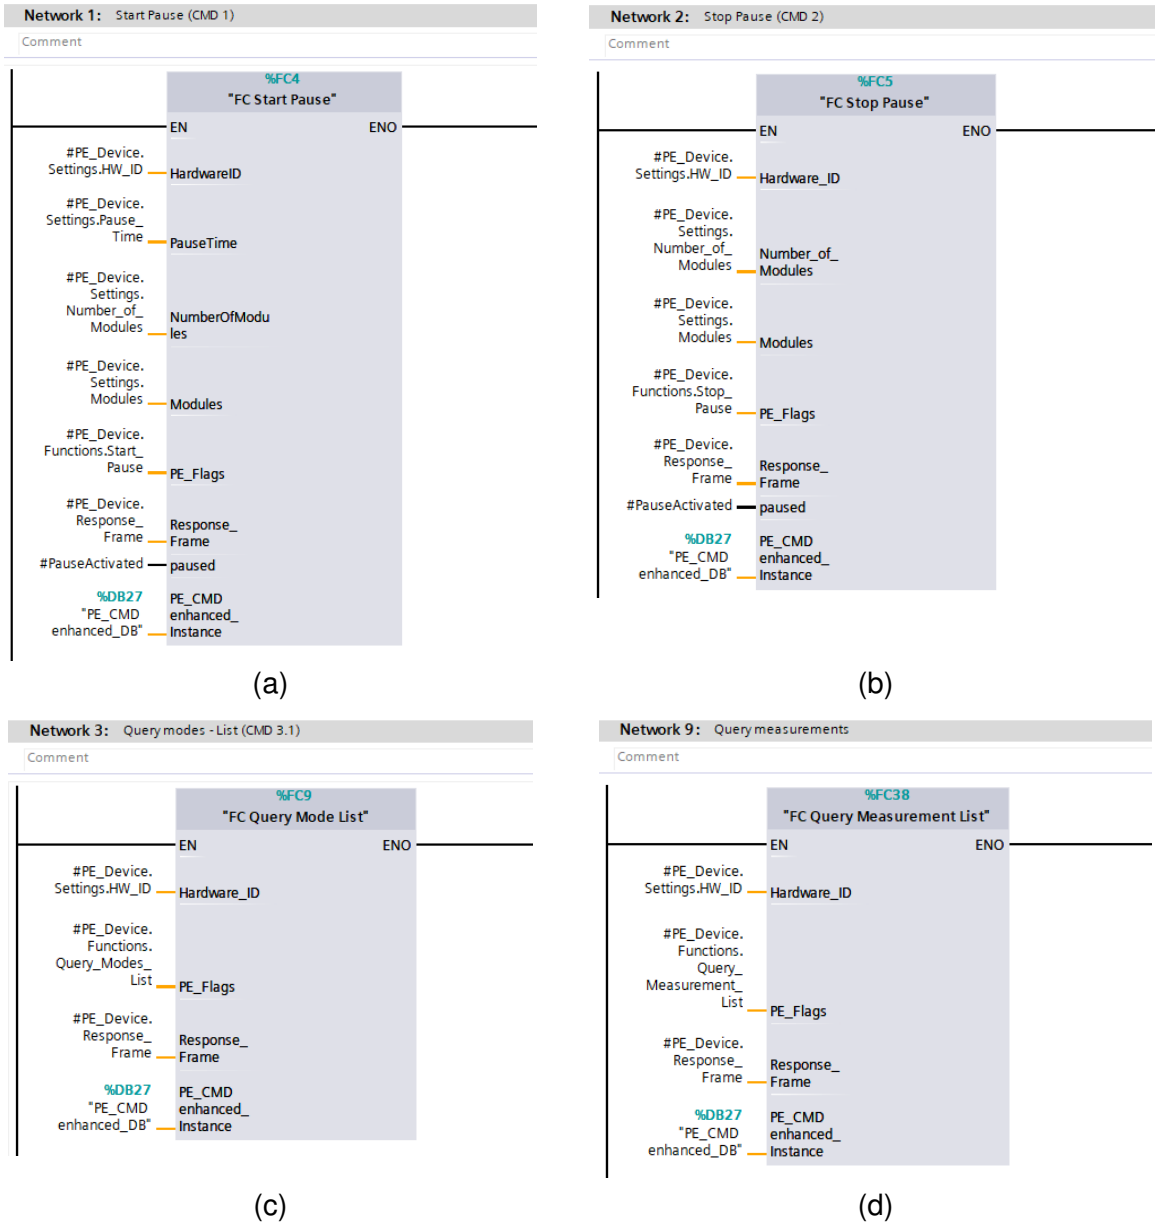 Network 1: Start Pause (CMD 1)
Comment
%FC4
"FC Start Pause"
EN ENO
#PE_Device.
Settings.HW_ID HardwareID
#PE_Device.
Settings.Pause_
Time PauseTime
#PE_Device.
Settings.
Number_of_ NumberOfModu
Modules les
#PE_Device.
Settings.
Modules Modules
#PE_Device.
Functions.Start_
Pause PE_Flags
#PE_Device.
Response_ Response_
Frame Frame
#PauseActivated paused
%DB27 PE_CMD
"PE_CMD enhanced_
enhanced_DB" Instance
(a)
Network 2: Stop Pause (CMD 2)
Comment
%FC5
"FC Stop Pause"
EN ENO
#PE_Device.
Settings.HW_ID Hardware_ID
#PE_Device.
Settings.
Number_of_ Number_of_
Modules Modules
#PE_Device.
Settings.
Modules Modules
#PE_Device.
Functions.Stop_
Pause PE_Flags
#PE_Device.
Response_ Response_
Frame Frame
#PauseActivated paused
%DB27 PE_CMD
"PE_CMD enhanced_
enhanced_DB" Instance
(b)
Network 3: Query modes - List (CMD 3.1)
Comment
%FC9
"FC Query Mode List"
EN ENO
#PE_Device.
Settings.HW_ID Hardware_ID
#PE_Device.
Functions.
Query_Modes_
List PE_Flags
#PE_Device.
Response_ Response_
Frame Frame
%DB27 PE_CMD
"PE_CMD enhanced_
enhanced_DB" Instance
(c)
Network 9: Query measurements
Comment
%FC38
"FC Query Measurement List"
EN ENO
#PE_Device.
Settings.HW_ID Hardware_ID
#PE_Device.
Functions.
Query_
Measurement_
List PE_Flags
#PE_Device.
Response_ Response_
Frame Frame
%DB27 PE_CMD
"PE_CMD enhanced_
enhanced_DB" Instance
(d)